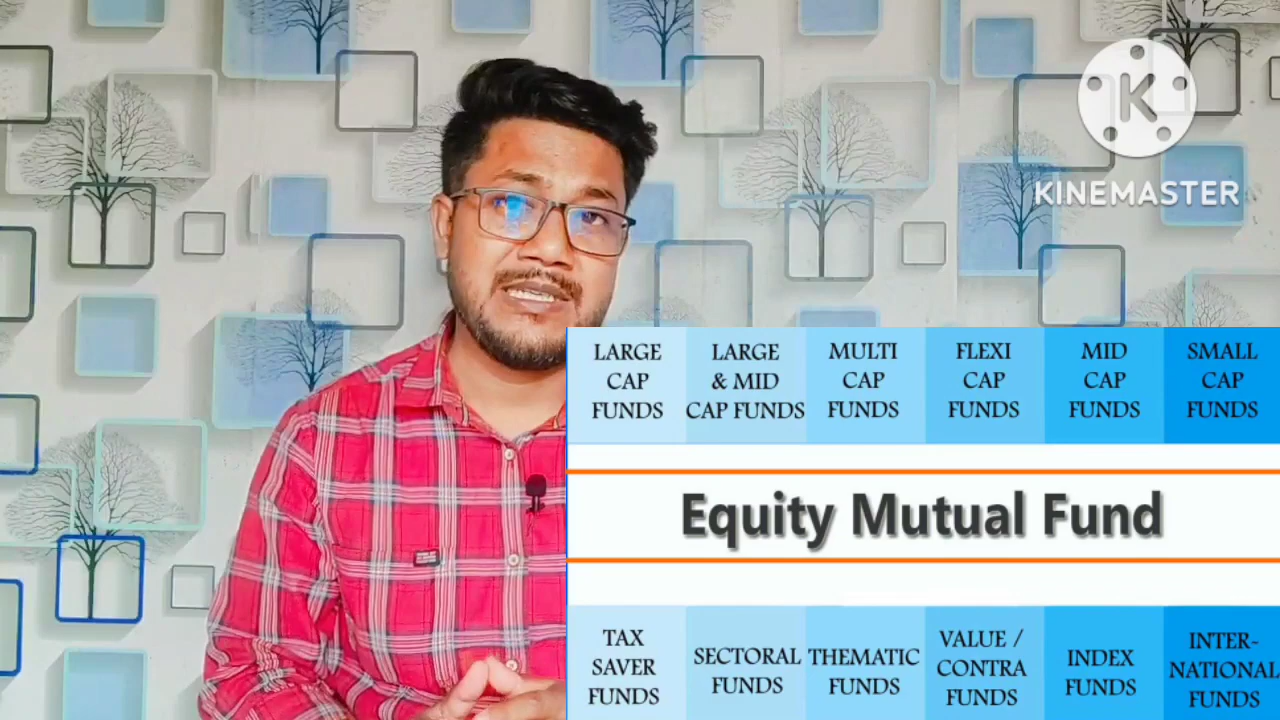 K
KINEMASTER
LARGE
CAP
FUNDS
LARGE
& MID
CAP FUNDS
MULTI
CAP
FUNDS
FLEXI
CAP
FUNDS
MID
CAP
FUNDS
SMALL
CAP
FUNDS
Equity Mutual Fund
TAX
SAVER
FUNDS
SECTORAL
FUNDS
THEMATIC
FUNDS
VALUE /
CONTRA
FUNDS
INDEX
FUNDS
INTER-
NATIONAL
FUNDS